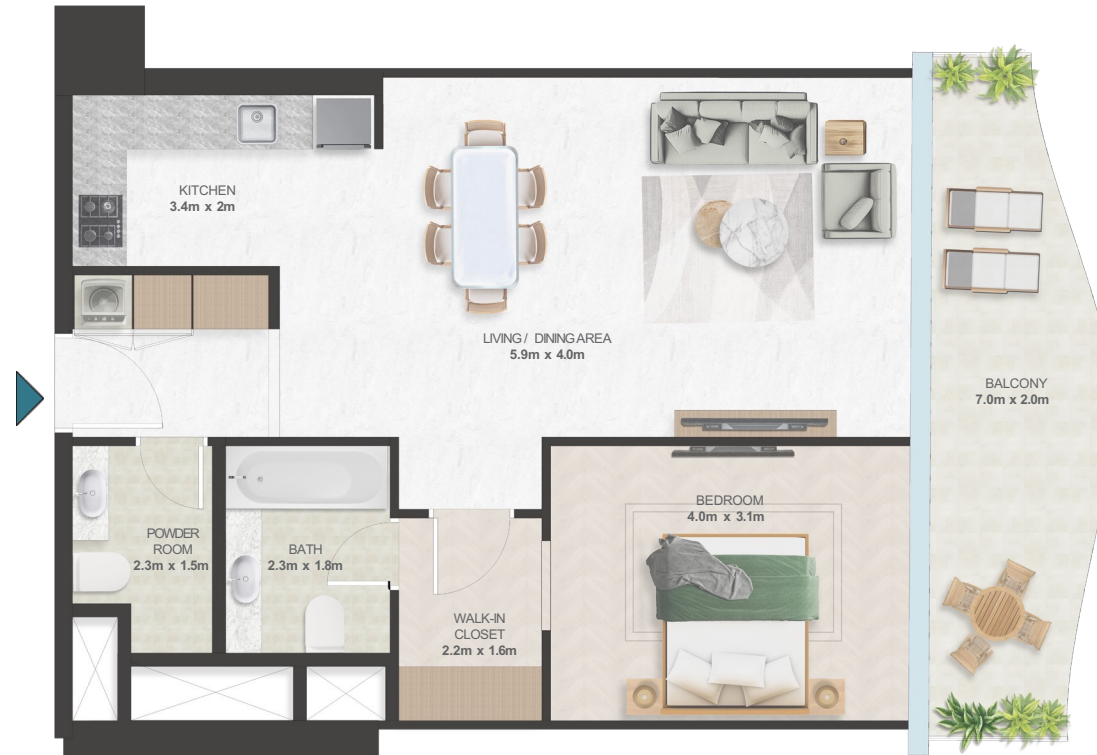 KITCHEN
3.4m x 2m
LIVING / DINING AREA
5.9m x 4.0m
BALCONY
7.0m x 2.0m
BEDROOM
4.0m x 3.1m
POWDER
ROOM
2.3m x 1.5m
BATH
2.3m x 1.8m
WALK-IN
CLOSET
2.2m x 1.6m